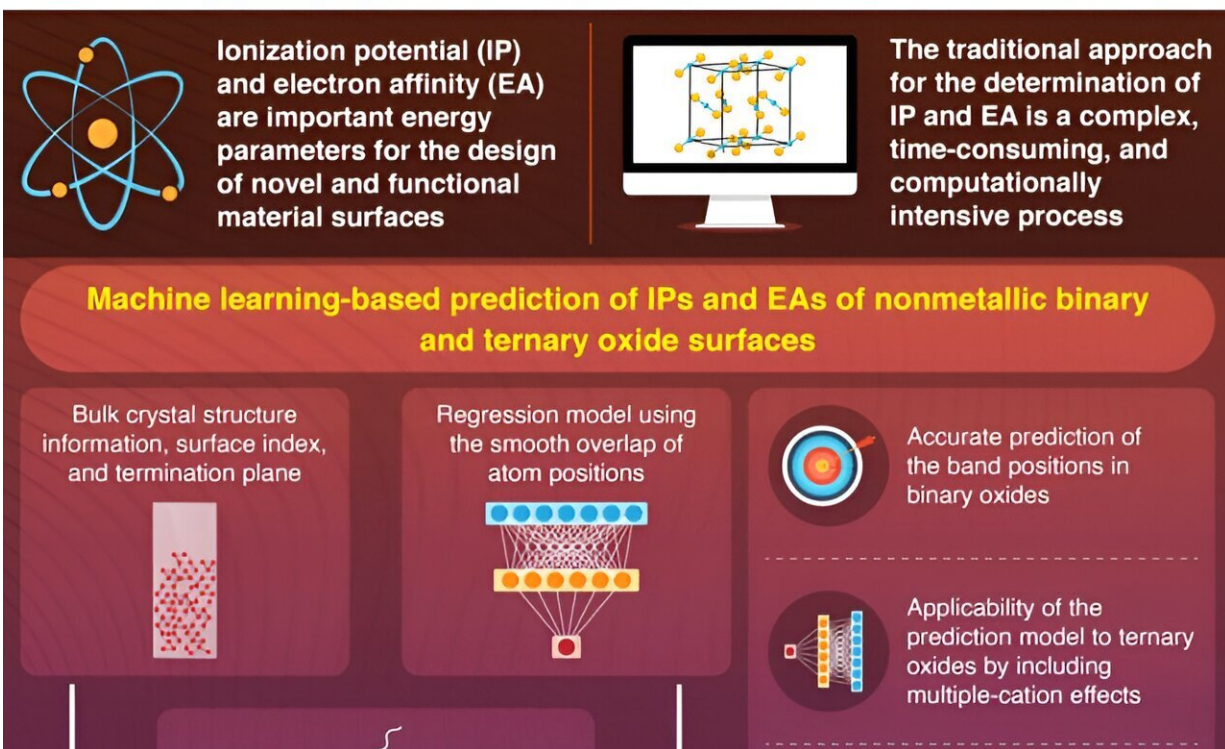 Ionization potential (IP)
and electron affinity (EA)
are important energy
parameters for the design
of novel and functional
material surfaces
The traditional approach
for the determination of
IP and EA is a complex,
time-consuming, and
computationally
intensive process
Machine learning-based prediction of IPs and EAs of nonmetallic binary
and ternary oxide surfaces
Bulk crystal structure
information, surface index,
and termination plane
Regression model using
the smooth overlap of
atom positions
Accurate prediction of
the band positions in
binary oxides
Applicability of the
prediction model to ternary
oxides by including
multiple-cation effects